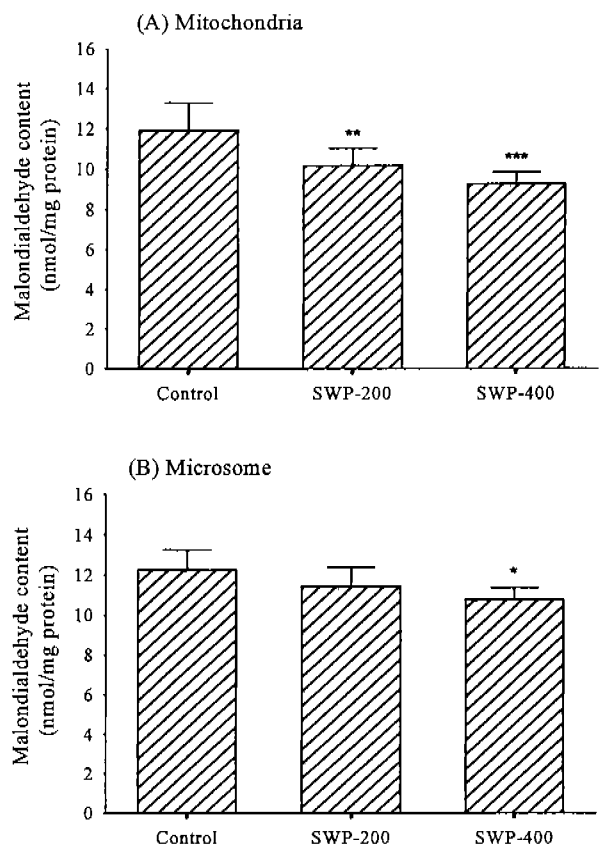 (A) Mitochondria
Malondialdehyde content
(nmol/mg protein)
16
14
12
10
8
6
4
2
0
**
***
Control SWP-200 SWP-400
(B) Microsome
Malondialdehyde content
(nmol/mg protein)
16
14
12
10
8
6
4
2
0
*
Control SWP-200 SWP-400